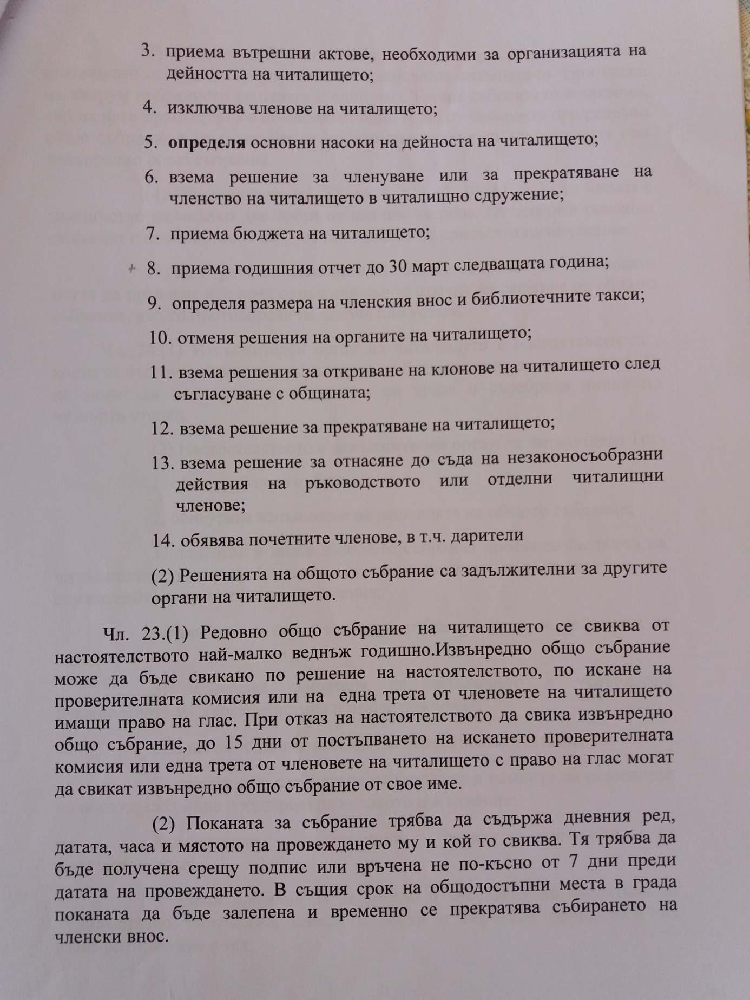 3. приема вътрешни актове, необходими за организацията на
дейността на читалището;
4. изключва членове на читалището;
5. определя основни насоки на дейноста на читалището;
6. взема решение за членуване или за прекратяване на
членство на читалището в читалищно сдружение;
7. приема бюджета на читалището;
+ 8. приема годишния отчет до 30 март следващата година;
9. определя размера на членския внос и библиотечните такси;
10. отменя решения на органите на читалището;
11. взема решения за откриване на клонове на читалището след
съгласуване с общината;
12. взема решение за прекратяване на читалището;
13. взема решение за отнасяне до съда на незаконосъобразни
действия на ръководството или отделни читалищни
членове;
14. обявява почетните членове, в т.ч. дарители
(2) Решенията на общото събрание са задължителни за другите
органи на читалището.
Чл. 23.(1) Редовно общо събрание на читалището се свиква от
настоятелството най-малко веднъж годишно.Извънредно общо събрание
може да бъде свикано по решение на настоятелството, по искане на
проверителната комисия или на една трета от членовете на читалището
имащи право на глас. При отказ на настоятелството да свика извънредно
общо събрание, до 15 дни от постъпването на искането проверителната
комисия или една трета от членовете на читалището с право на глас могат
да свикат извънредно общо събрание от свое име.
(2) Поканата за събрание трябва да съдържа дневния ред,
датата, часа и мястото на провеждането му и кой го свиква. Тя трябва да
бъде получена срещу подпис или връчена не по-късно от 7 дни преди
датата на провеждането. В същия срок на общодостъпни места в града
поканата да бъде залепена и временно се прекратява събирането на
членски внос.